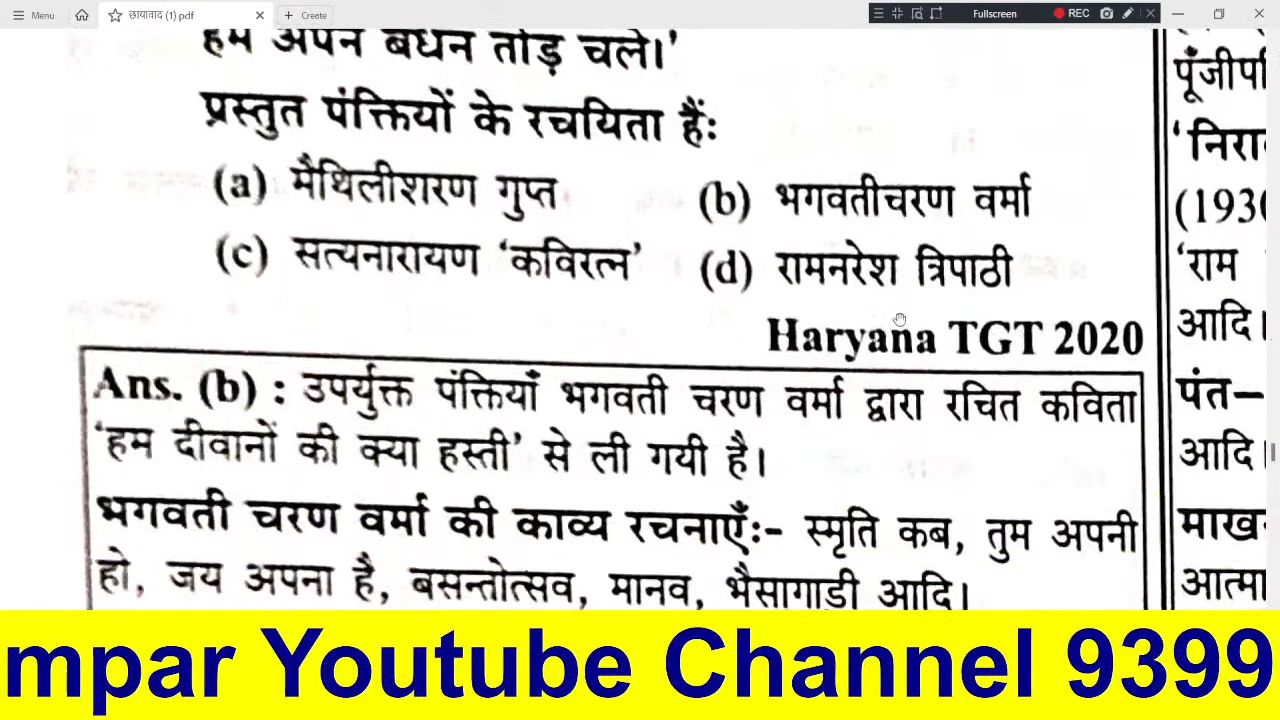 Menu
छायावाद (1).pdf
Create
Fullscreen
REC
हम अपने बंधन तोड़ चले।'
प्रस्तुत पंक्तियों के रचयिता हैंः
(a) मैथिलीशरण गुप्त (b) भगवतीचरण वर्मा
(c) सत्यनारायण 'कविरत्न' (d) रामनरेश त्रिपाठी
Haryana TGT 2020
Ans. (b) : उपर्युक्त पंक्तियाँ भगवती चरण वर्मा द्वारा रचित कविता
'हम दीवानों की क्या हस्ती' से ली गयी है।
भगवती चरण वर्मा की काव्य रचनाएँः- स्मृति कब, तुम अपनी
हो, जय अपना है, बसन्तोत्सव, मानव, भैसागाडी आदि।
पूँजीप
'निरा
(193
'राम
आदि।
पंत–
आदि।
माख
आत्मा
mpar Youtube Channel 9399